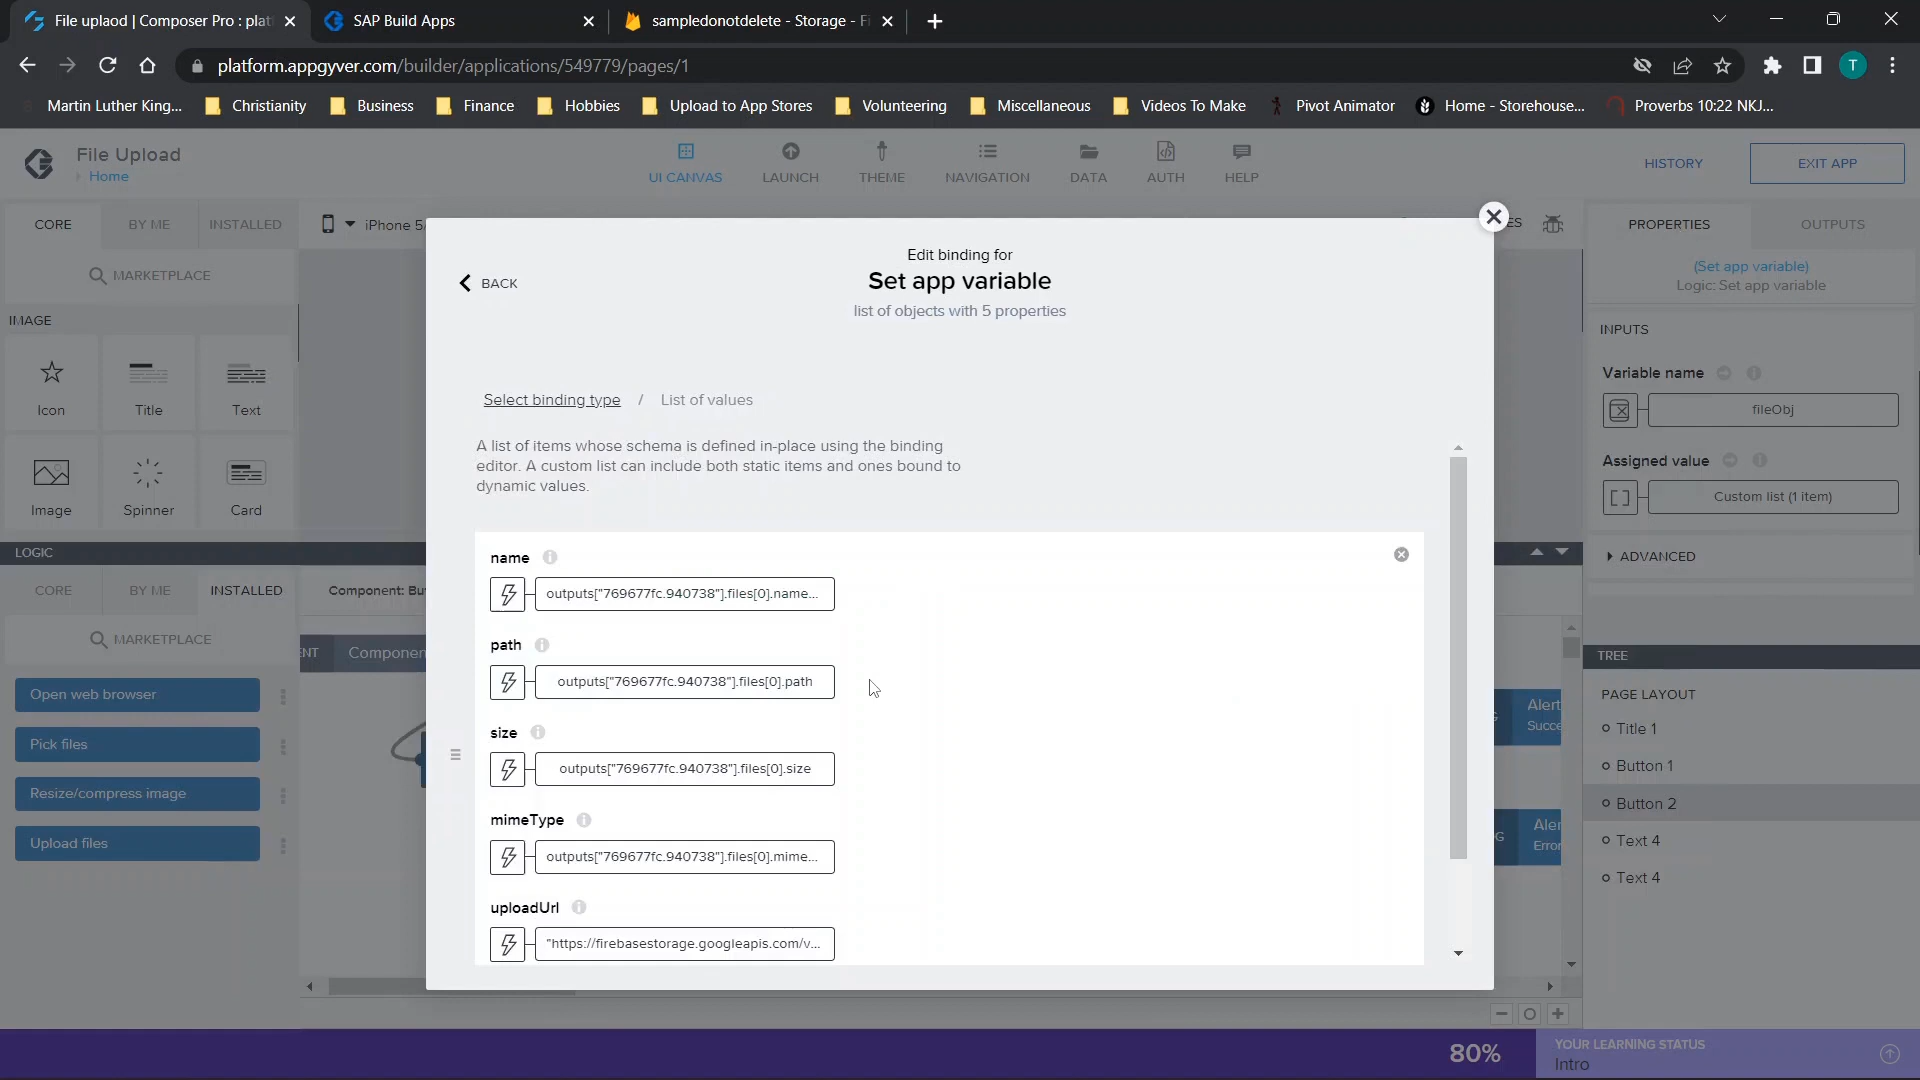 File uplaod | Composer Pro : plat
SAP Build Apps
sampledonotdelete - Storage - Fi
platform.appgyver.com/builder/applications/549779/pages/1
T
Martin Luther King...
Christianity
Business
Finance
Hobbies
Upload to App Stores
Volunteering
Miscellaneous
Videos To Make
Pivot Animator
Home - Storehouse...
Proverbs 10:22 NKJ...
File Upload
Home
UI CANVAS
LAUNCH
THEME
NAVIGATION
DATA
AUTH
HELP
HISTORY
EXIT APP
CORE
BY ME
INSTALLED
iPhone 5/
ES
PROPERTIES
OUTPUTS
MARKETPLACE
IMAGE
Icon
Title
Text
Image
Spinner
Card
LOGIC
CORE
BY ME
INSTALLED
Component: Bu
MARKETPLACE
NT
Componen
Open web browser
Pick files
Resize/compress image
Upload files
BACK
Edit binding for
Set app variable
list of objects with 5 properties
Select binding type / List of values
A list of items whose schema is defined in-place using the binding
editor. A custom list can include both static items and ones bound to
dynamic values.
name
outputs["769677fc.940738"].files[0].name...
path
outputs["769677fc.940738"].files[0].path
size
outputs["769677fc.940738"].files[0].size
mimeType
outputs["769677fc.940738"].files[0].mime...
uploadUrl
"https://firebasestorage.googleapis.com/v...
(Set app variable)
Logic: Set app variable
INPUTS
Variable name
fileObj
Assigned value
Custom list (1 item)
ADVANCED
TREE
PAGE LAYOUT
Title 1
Button 1
Button 2
Text 4
Text 4
Alert
Succe
G
Aler
Error
80%
YOUR LEARNING STATUS
Intro